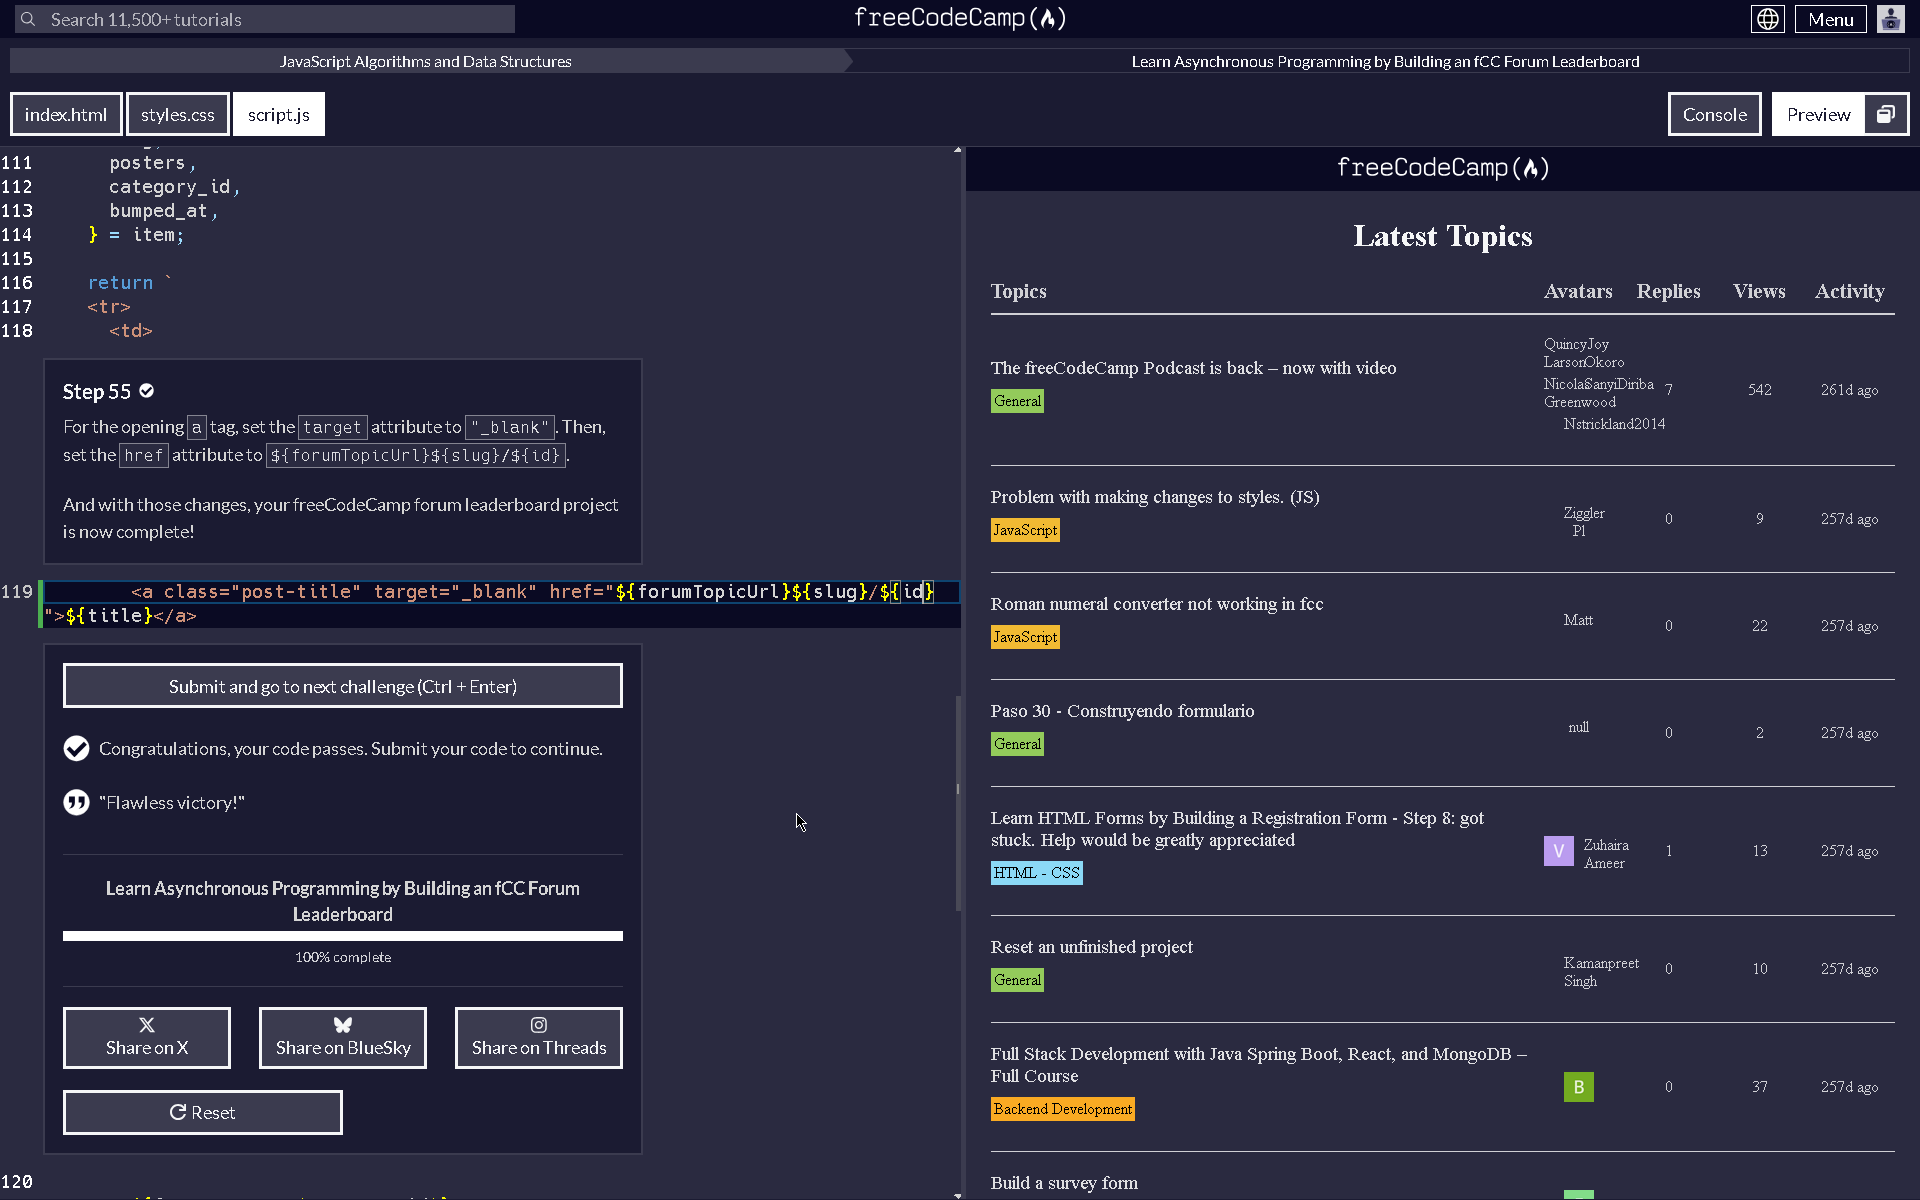 Search 11,500+ tutorials
freeCodeCamp
Menu
JavaScript Algorithms and Data Structures
Learn Asynchronous Programming by Building an fCC Forum Leaderboard
index.html
styles.css
script.js
Console
Preview
111 posters,
112 category_id,
113 bumped_at,
114 } = item;
115
116 return `
117 <tr>
118 <td>
Step 55
For the opening a tag, set the target attribute to "_blank". Then,
set the href attribute to ${forumTopicUrl}${slug}/${id}.
And with those changes, your freeCodeCamp forum leaderboard project
is now complete!
119 <a class="post-title" target="_blank" href="${forumTopicUrl}${slug}/${id}
">${title}</a>
Submit and go to next challenge (Ctrl + Enter)
Congratulations, your code passes. Submit your code to continue.
"Flawless victory!"
Learn Asynchronous Programming by Building an fCC Forum
Leaderboard
100% complete
Share on X
Share on BlueSky
Share on Threads
Reset
120
freeCodeCamp
Latest Topics
Topics Avatars Replies Views Activity
The freeCodeCamp Podcast is back – now with video
General
QuincyJoy
LarsonOkoro
NicolaSanyiDiriba
Greenwood
Nstrickland2014
7 542 261d ago
Problem with making changes to styles. (JS)
JavaScript
Ziggler
Pl
0 9 257d ago
Roman numeral converter not working in fcc
JavaScript
Matt
0 22 257d ago
Paso 30 - Construyendo formulario
General
null
0 2 257d ago
Learn HTML Forms by Building a Registration Form - Step 8: got
stuck. Help would be greatly appreciated
HTML - CSS
V
Zuhaira
Ameer
1 13 257d ago
Reset an unfinished project
General
Kamanpreet
Singh
0 10 257d ago
Full Stack Development with Java Spring Boot, React, and MongoDB –
Full Course
Backend Development
B
0 37 257d ago
Build a survey form